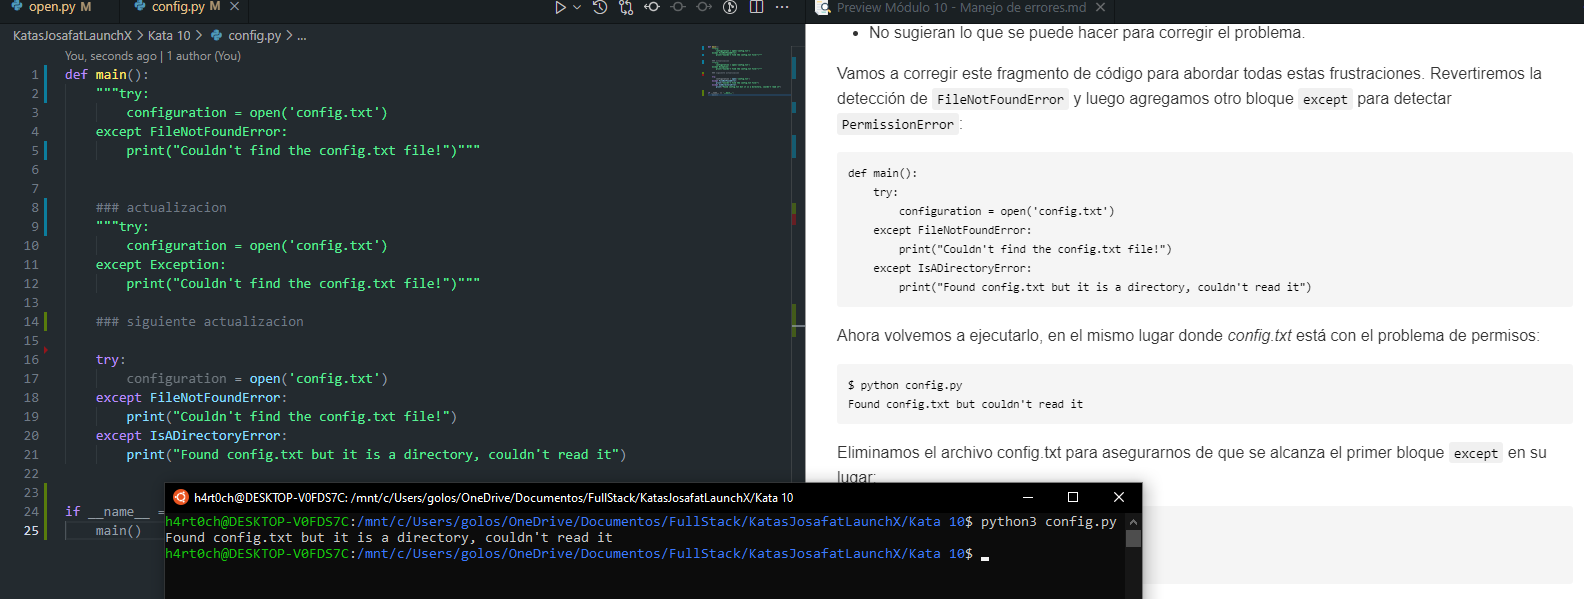 open.py M
config.py M
KatasJosafatLaunchX > Kata 10 > config.py > ...
You, seconds ago | 1 author (You)
1 def main():
2 """try:
3 configuration = open('config.txt')
4 except FileNotFoundError:
5 print("Couldn't find the config.txt file!")"""
6
7
8 ### actualizacion
9 """try:
10 configuration = open('config.txt')
11 except Exception:
12 print("Couldn't find the config.txt file!")"""
13
14 ### siguiente actualizacion
15
16 try:
17 configuration = open('config.txt')
18 except FileNotFoundError:
19 print("Couldn't find the config.txt file!")
20 except IsADirectoryError:
21 print("Found config.txt but it is a directory, couldn't read it")
22
23
24 if __name__ =
25 main()
Preview Módulo 10 - Manejo de errores.md
• No sugieran lo que se puede hacer para corregir el problema.
Vamos a corregir este fragmento de código para abordar todas estas frustraciones. Revertiremos la
detección de FileNotFoundError y luego agregamos otro bloque except para detectar
PermissionError:
def main():
try:
configuration = open('config.txt')
except FileNotFoundError:
print("Couldn't find the config.txt file!")
except IsADirectoryError:
print("Found config.txt but it is a directory, couldn't read it")
Ahora volvemos a ejecutarlo, en el mismo lugar donde config.txt está con el problema de permisos:
$ python config.py
Found config.txt but couldn't read it
Eliminamos el archivo config.txt para asegurarnos de que se alcanza el primer bloque except en su
lugar:
h4rt0ch@DESKTOP-V0FDS7C: /mnt/c/Users/golos/OneDrive/Documentos/FullStack/KatasJosafatLaunchX/Kata 10
h4rt0ch@DESKTOP-V0FDS7C:/mnt/c/Users/golos/OneDrive/Documentos/FullStack/KatasJosafatLaunchX/Kata 10$ python3 config.py
Found config.txt but it is a directory, couldn't read it
h4rt0ch@DESKTOP-V0FDS7C:/mnt/c/Users/golos/OneDrive/Documentos/FullStack/KatasJosafatLaunchX/Kata 10$